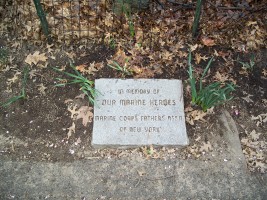 IN MEMORY OF
OUR MARINE HEROES
MARINE CORPS FATHERS ASSN
OF NEW YORK